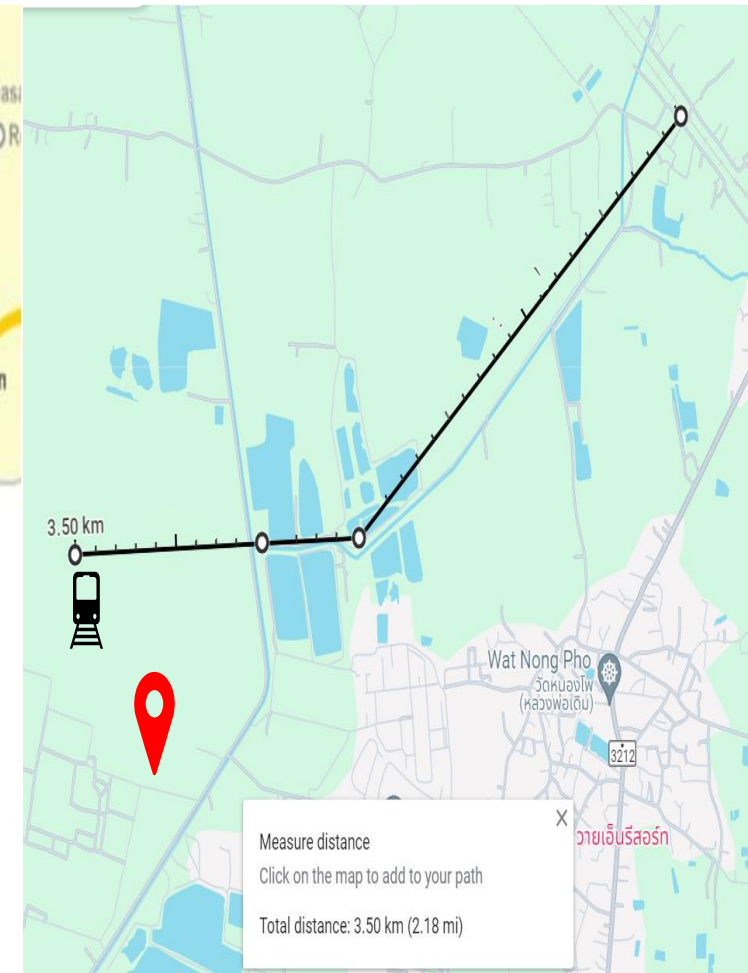 3.50 km
Wat Nong Pho
วัดหนองโพ
(หลวงพ่อเดิม)
3212
วายเอ็นรีสอร์ท
Measure distance
Click on the map to add to your path
Total distance: 3.50 km (2.18 mi)